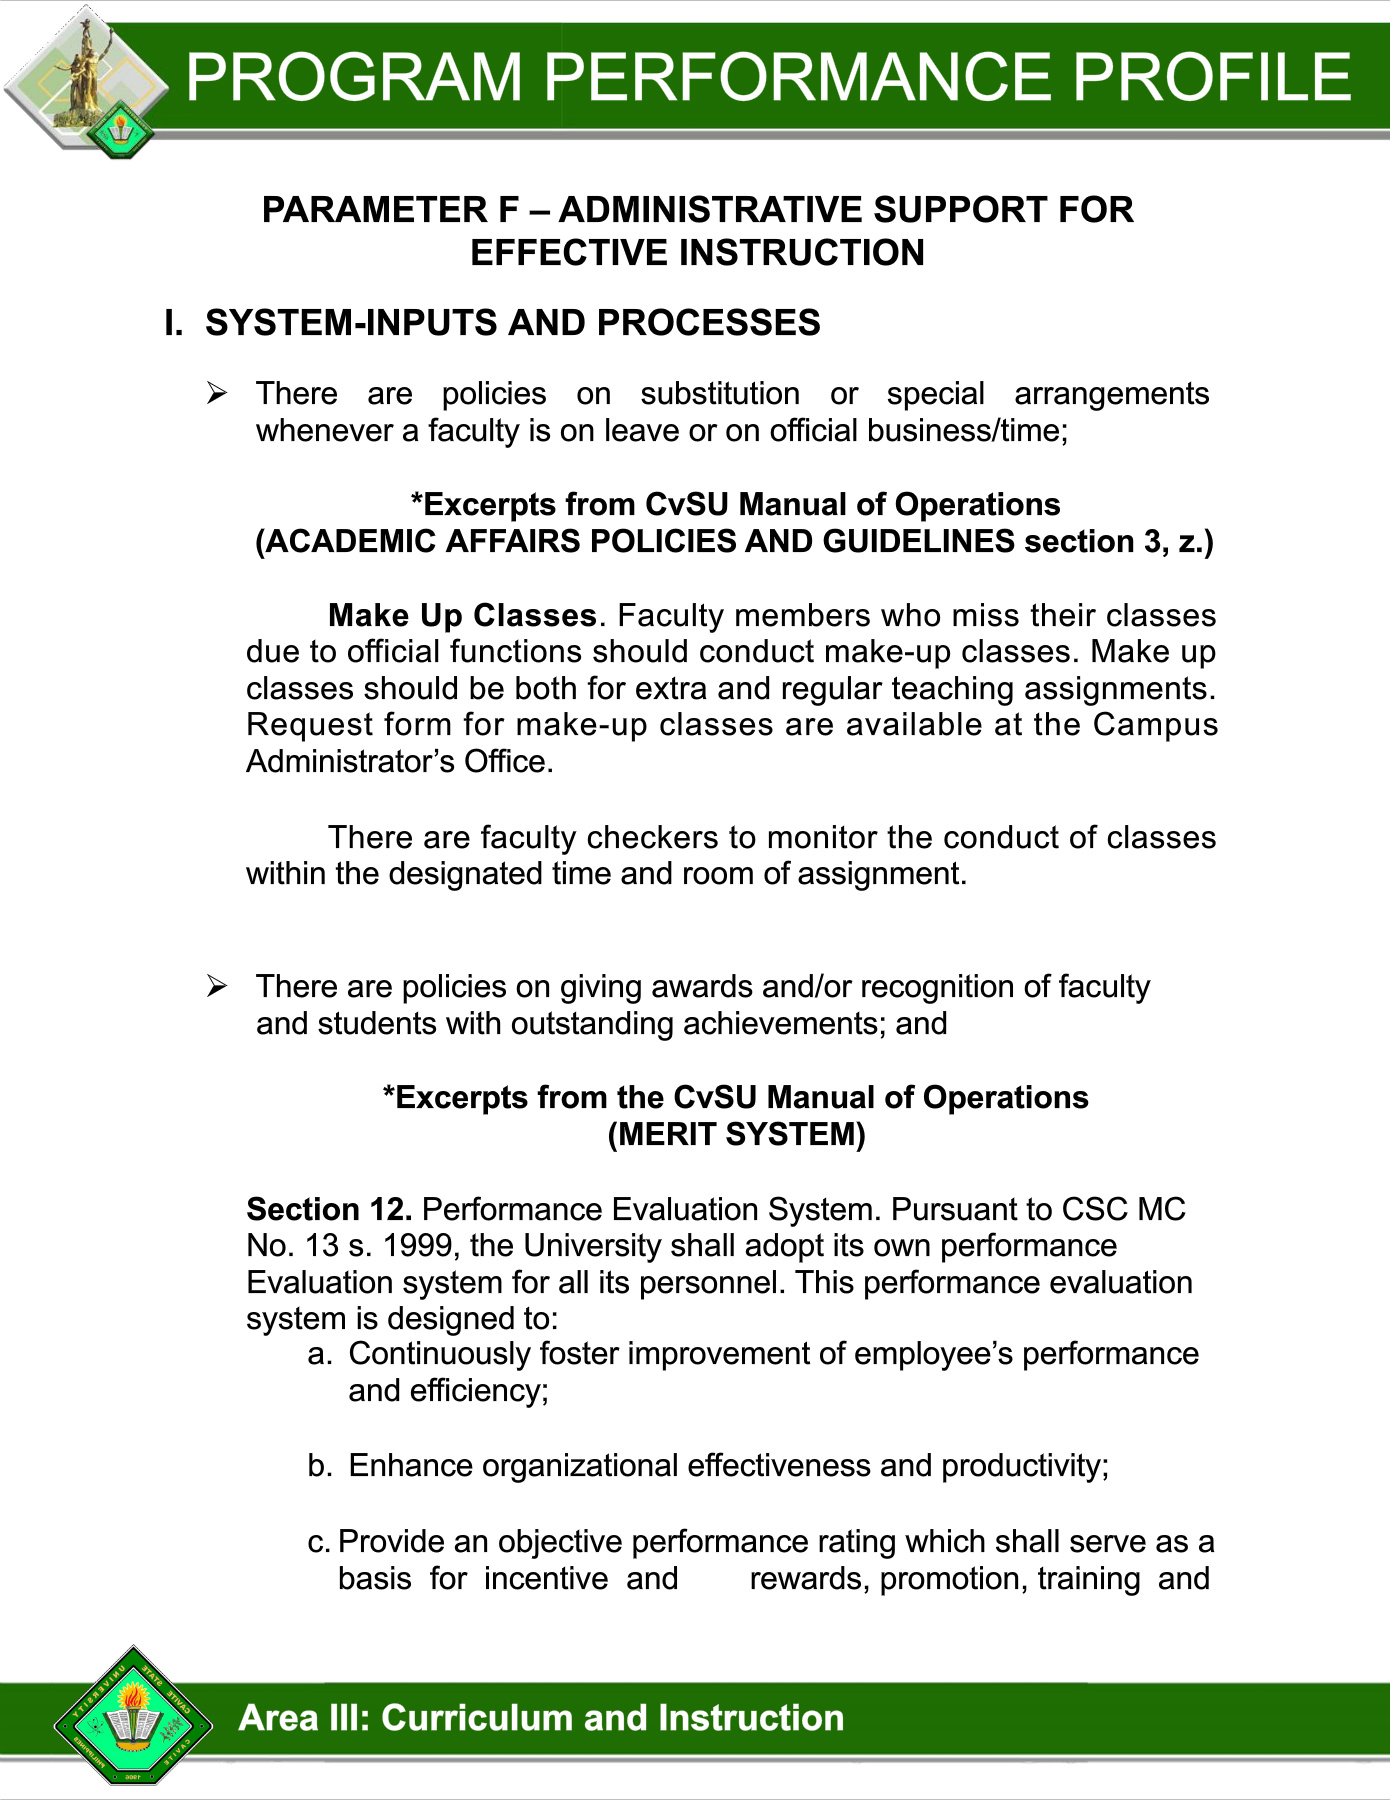 PROGRAM PERFORMANCE PROFILE
PARAMETER F – ADMINISTRATIVE SUPPORT FOR
EFFECTIVE INSTRUCTION
I. SYSTEM-INPUTS AND PROCESSES
➢ There are policies on substitution or special arrangements
whenever a faculty is on leave or on official business/time;
*Excerpts from CvSU Manual of Operations
(ACADEMIC AFFAIRS POLICIES AND GUIDELINES section 3, z.)
Make Up Classes. Faculty members who miss their classes
due to official functions should conduct make-up classes. Make up
classes should be both for extra and regular teaching assignments.
Request form for make-up classes are available at the Campus
Administrator’s Office.
There are faculty checkers to monitor the conduct of classes
within the designated time and room of assignment.
➢ There are policies on giving awards and/or recognition of faculty
and students with outstanding achievements; and
*Excerpts from the CvSU Manual of Operations
(MERIT SYSTEM)
Section 12. Performance Evaluation System. Pursuant to CSC MC
No. 13 s. 1999, the University shall adopt its own performance
Evaluation system for all its personnel. This performance evaluation
system is designed to:
a. Continuously foster improvement of employee’s performance
and efficiency;
b. Enhance organizational effectiveness and productivity;
c. Provide an objective performance rating which shall serve as a
basis for incentive and rewards, promotion, training and
CAVITE STATE UNIVERSITY
CAVITE PHILIPPINES
1906
Area III: Curriculum and Instruction